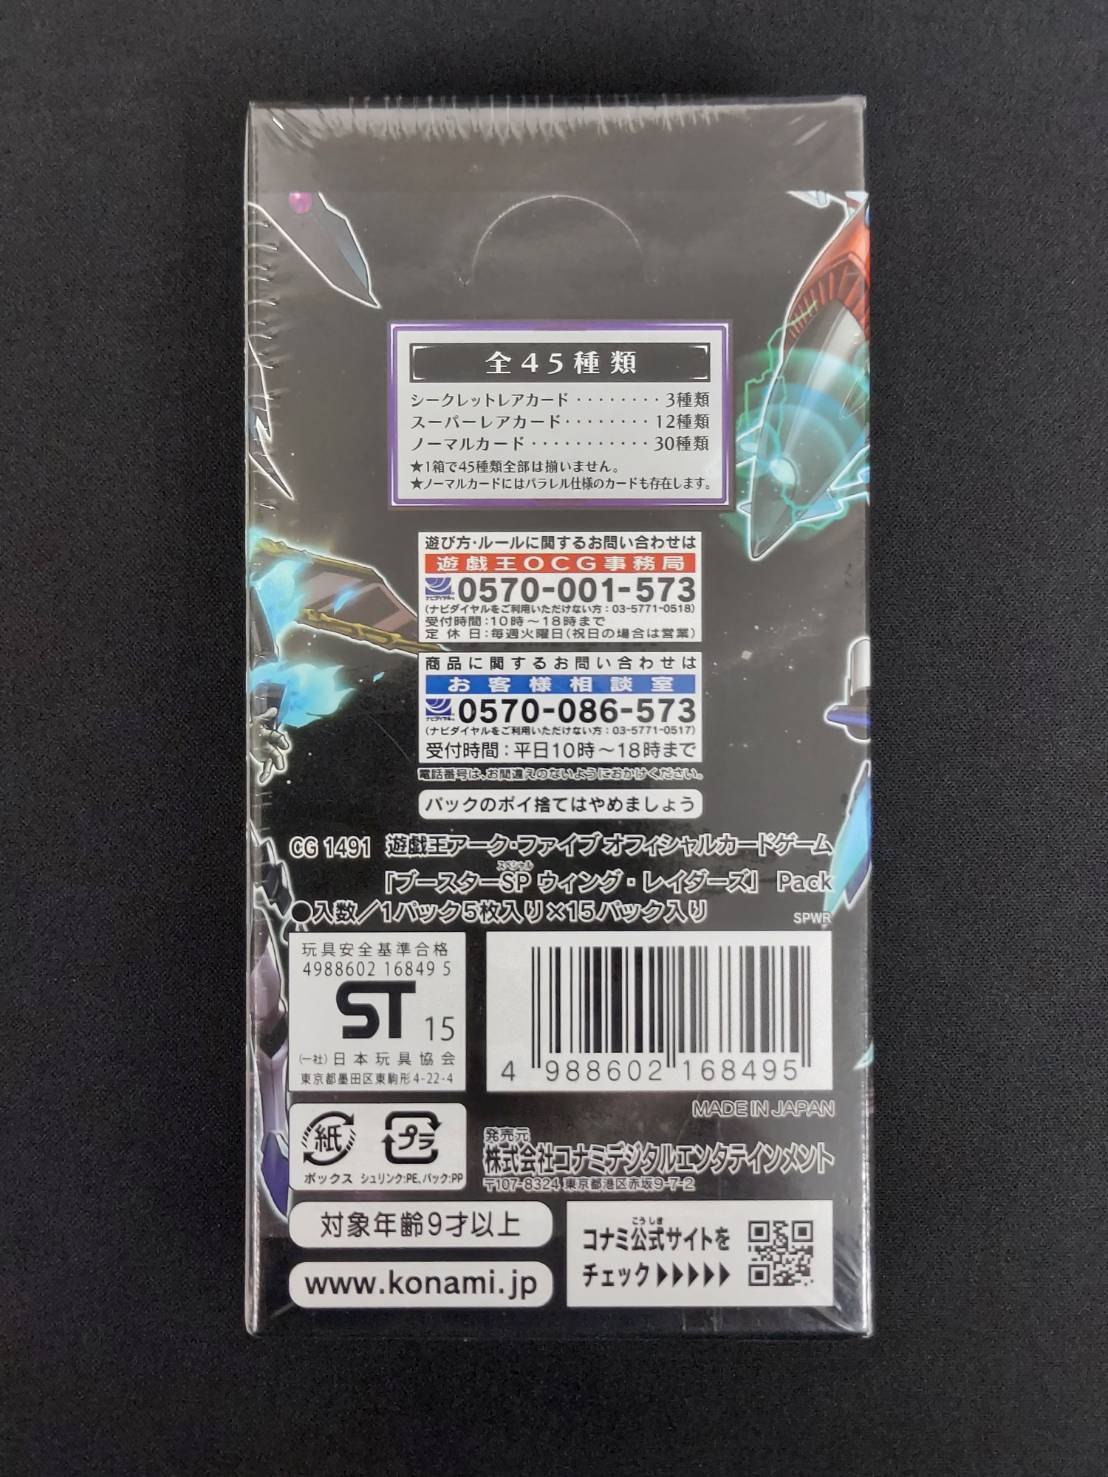 全45種類
シークレットレアカード・・・・・・・・3種類
スーパーレアカード・・・・・・・・12種類
ノーマルカード・・・・・・・・・・・30種類
★1箱で45種類全部は揃いません。
★ノーマルカードにはパラレル仕様のカードも存在します。
遊び方・ルールに関するお問い合わせは
遊戯王OCG事務局
ナビダイヤル 0570-001-573
(ナビダイヤルをご利用いただけない方:03-5771-0518)
受付時間:10時〜18時まで
定休日:毎週火曜日(祝日の場合は営業)
商品に関するお問い合わせは
お客様相談室
ナビダイヤル 0570-086-573
(ナビダイヤルをご利用いただけない方:03-5771-0517)
受付時間:平日10時〜18時まで
電話番号は、お間違えのないようにおかけください。
パックのポイ捨てはやめましょう
CG 1491 遊戯王アーク・ファイブ オフィシャルカードゲーム
スペシャル
「ブースターSP ウィング・レイダーズ」 Pack
●入数/1パック5枚入り×15パック入り
SPWR
玩具安全基準合格
4988602 16849 5
ST 15
(一社)日本玩具協会
東京都墨田区東駒形4-22-4
4 988602 168495
MADE IN JAPAN
紙 プラ
ボックス シュリンク:PE、パック:PP
発売元
株式会社コナミデジタルエンタテインメント
〒107-8324 東京都港区赤坂9-7-2
対象年齢9才以上
www.konami.jp
こうしき
コナミ公式サイトを
チェック▶▶▶▶▶